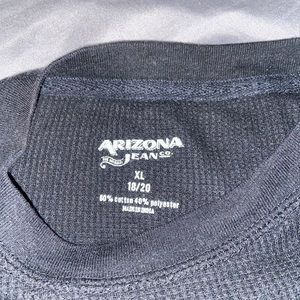 ARIZONA
JEAN CO.
XL
18/20
60% cotton 40% polyester
MADE IN INDIA